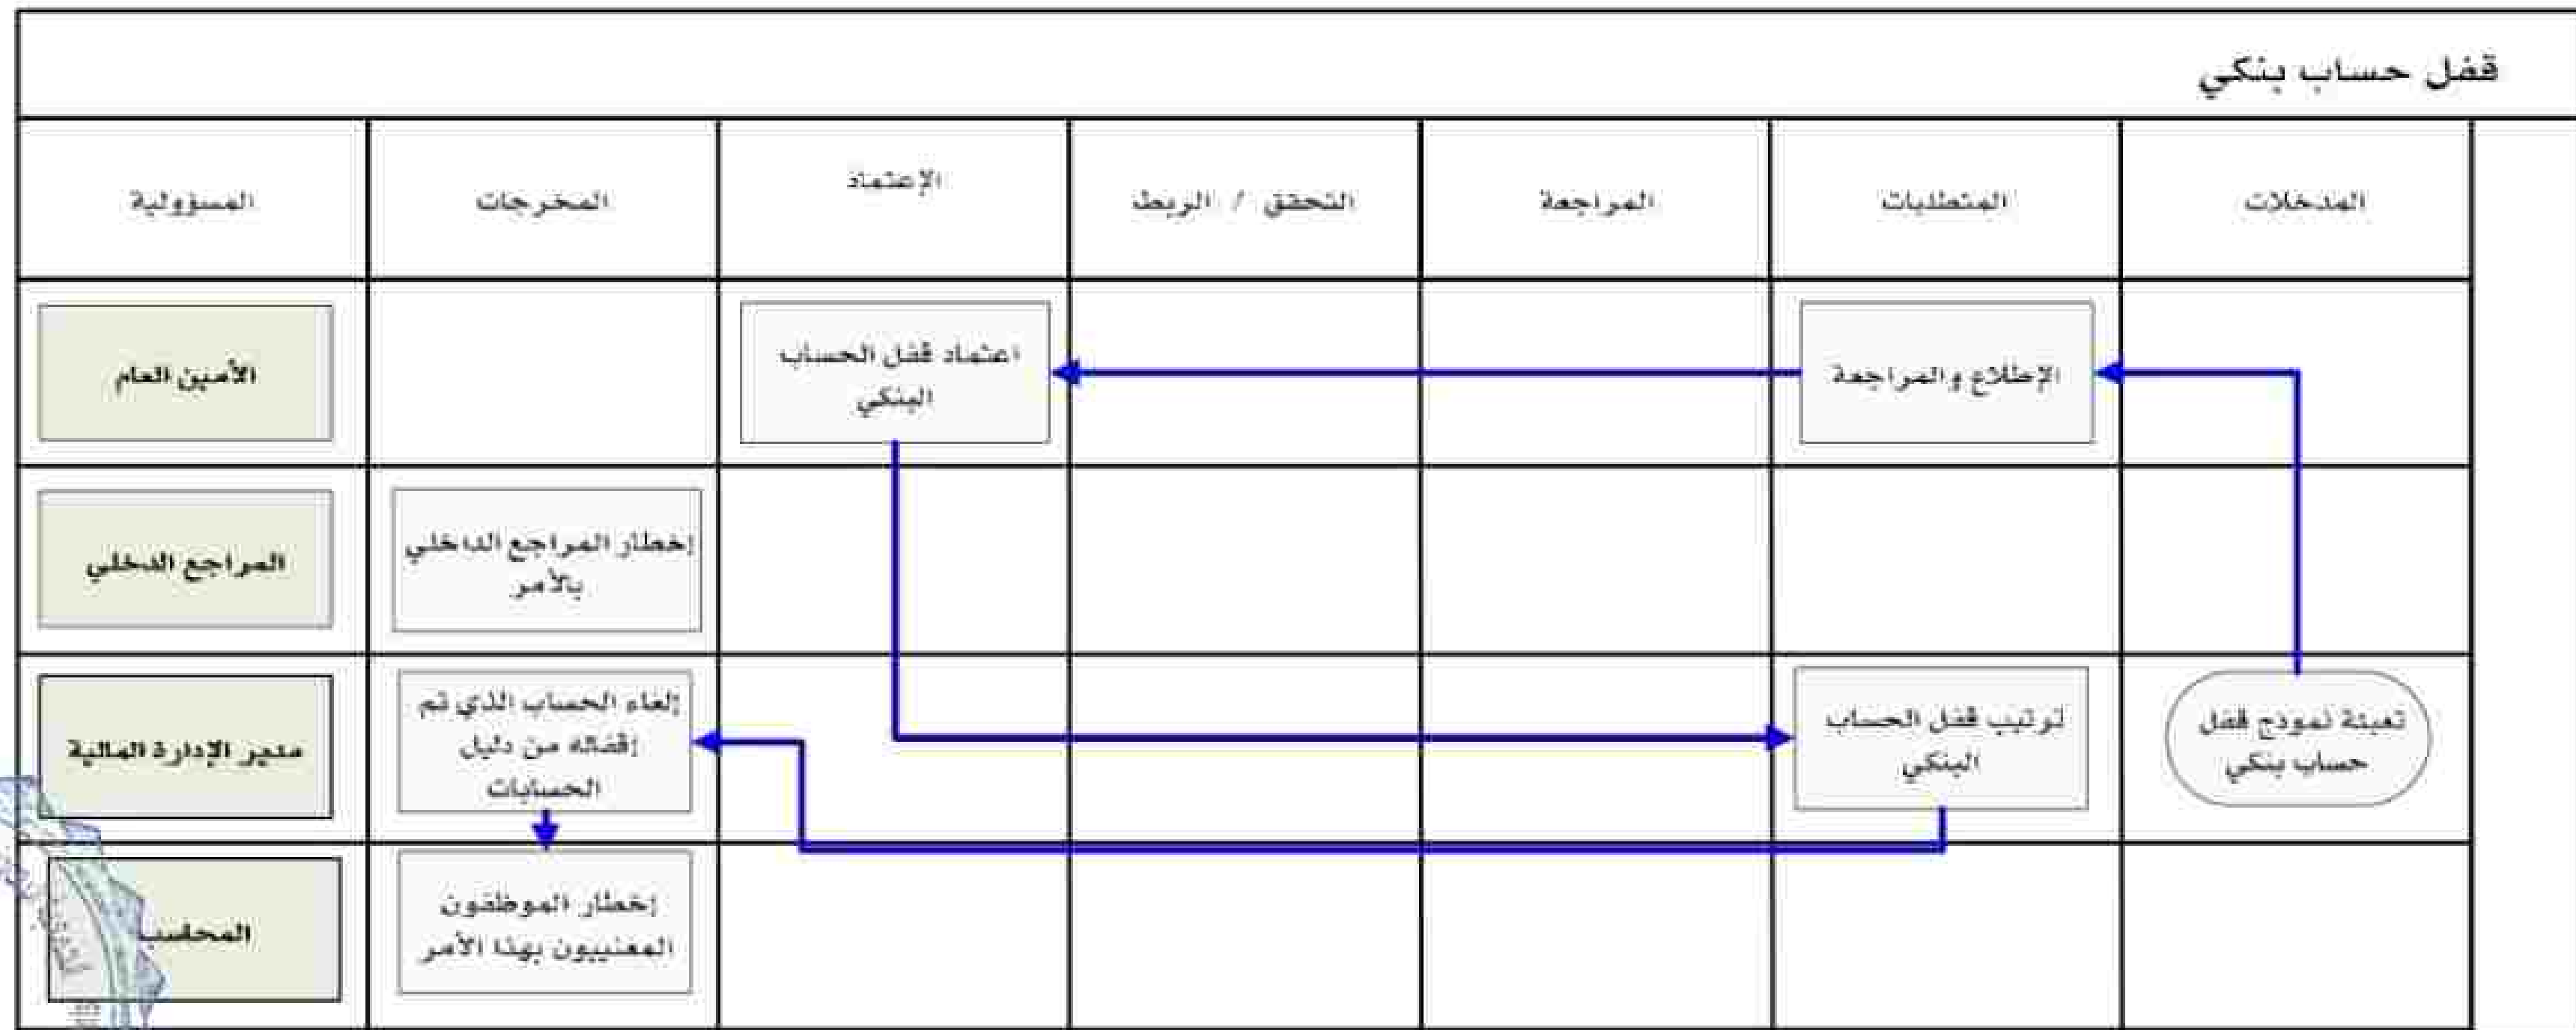 قفل حساب بنكي
المدخلات
المتطلبات
المراجعة
التحقق / الربط
الإعتماد
المخرجات
المسؤولية
الإطلاع والمراجعة
اعتماد قفل الحساب
البنكي
الأمين العام
إخطار المراجع الداخلي
بالأمر
المراجع الدخلي
تعبئة نموذج قفل
حساب بنكي
ترتيب قفل الحساب
البنكي
إلغاء الحساب الذي تم
إقفاله من دليل
الحسابات
مدير الإدارة المالية
إخطار الموظفون
المعنييون بهذا الأمر
المحاسب